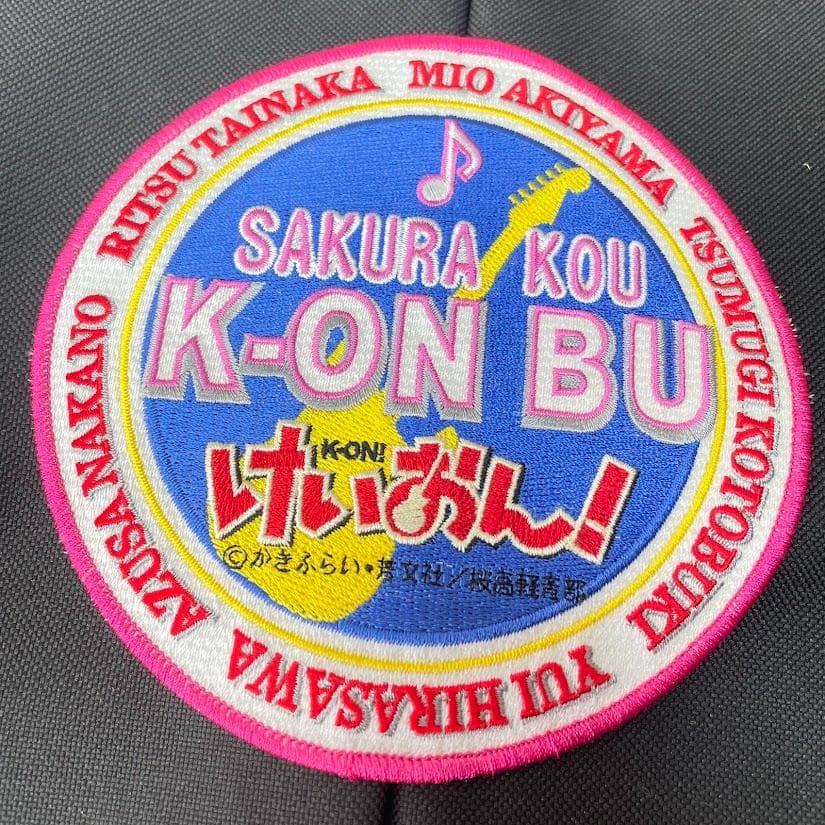 RITSU TAINAKA
MIO AKIYAMA
TSUMUGI KOTOBUKI
YUI HIRASAWA
AZUSA NAKANO
SAKURA KOU
K-ON BU
K-ON!
けいおん!
©かきふらい・芳文社/桜高軽音部